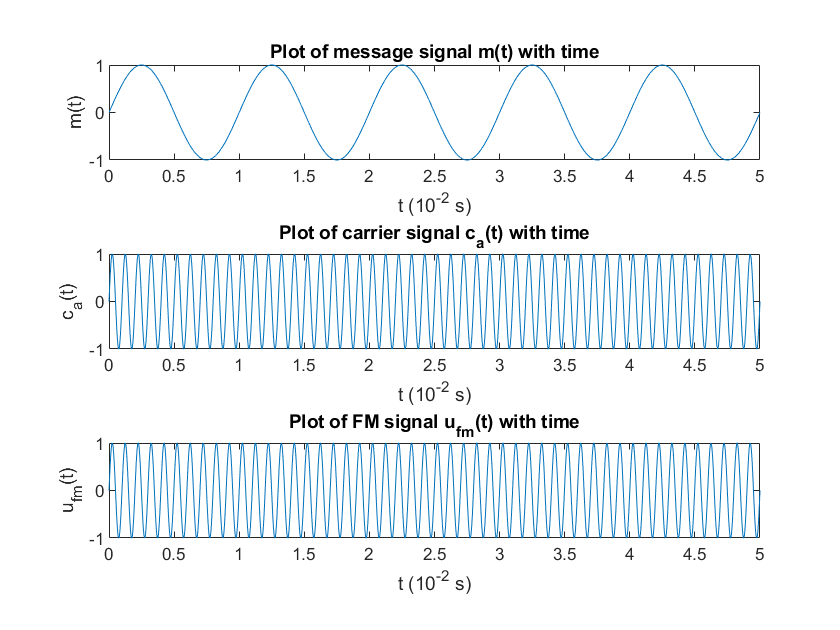 Plot of message signal m(t) with time
1
0
-1
m(t)
0 0.5 1 1.5 2 2.5 3 3.5 4 4.5 5
t (10-2 s)
Plot of carrier signal ca(t) with time
1
0
-1
ca(t)
0 0.5 1 1.5 2 2.5 3 3.5 4 4.5 5
t (10-2 s)
Plot of FM signal ufm(t) with time
1
0
-1
ufm(t)
0 0.5 1 1.5 2 2.5 3 3.5 4 4.5 5
t (10-2 s)